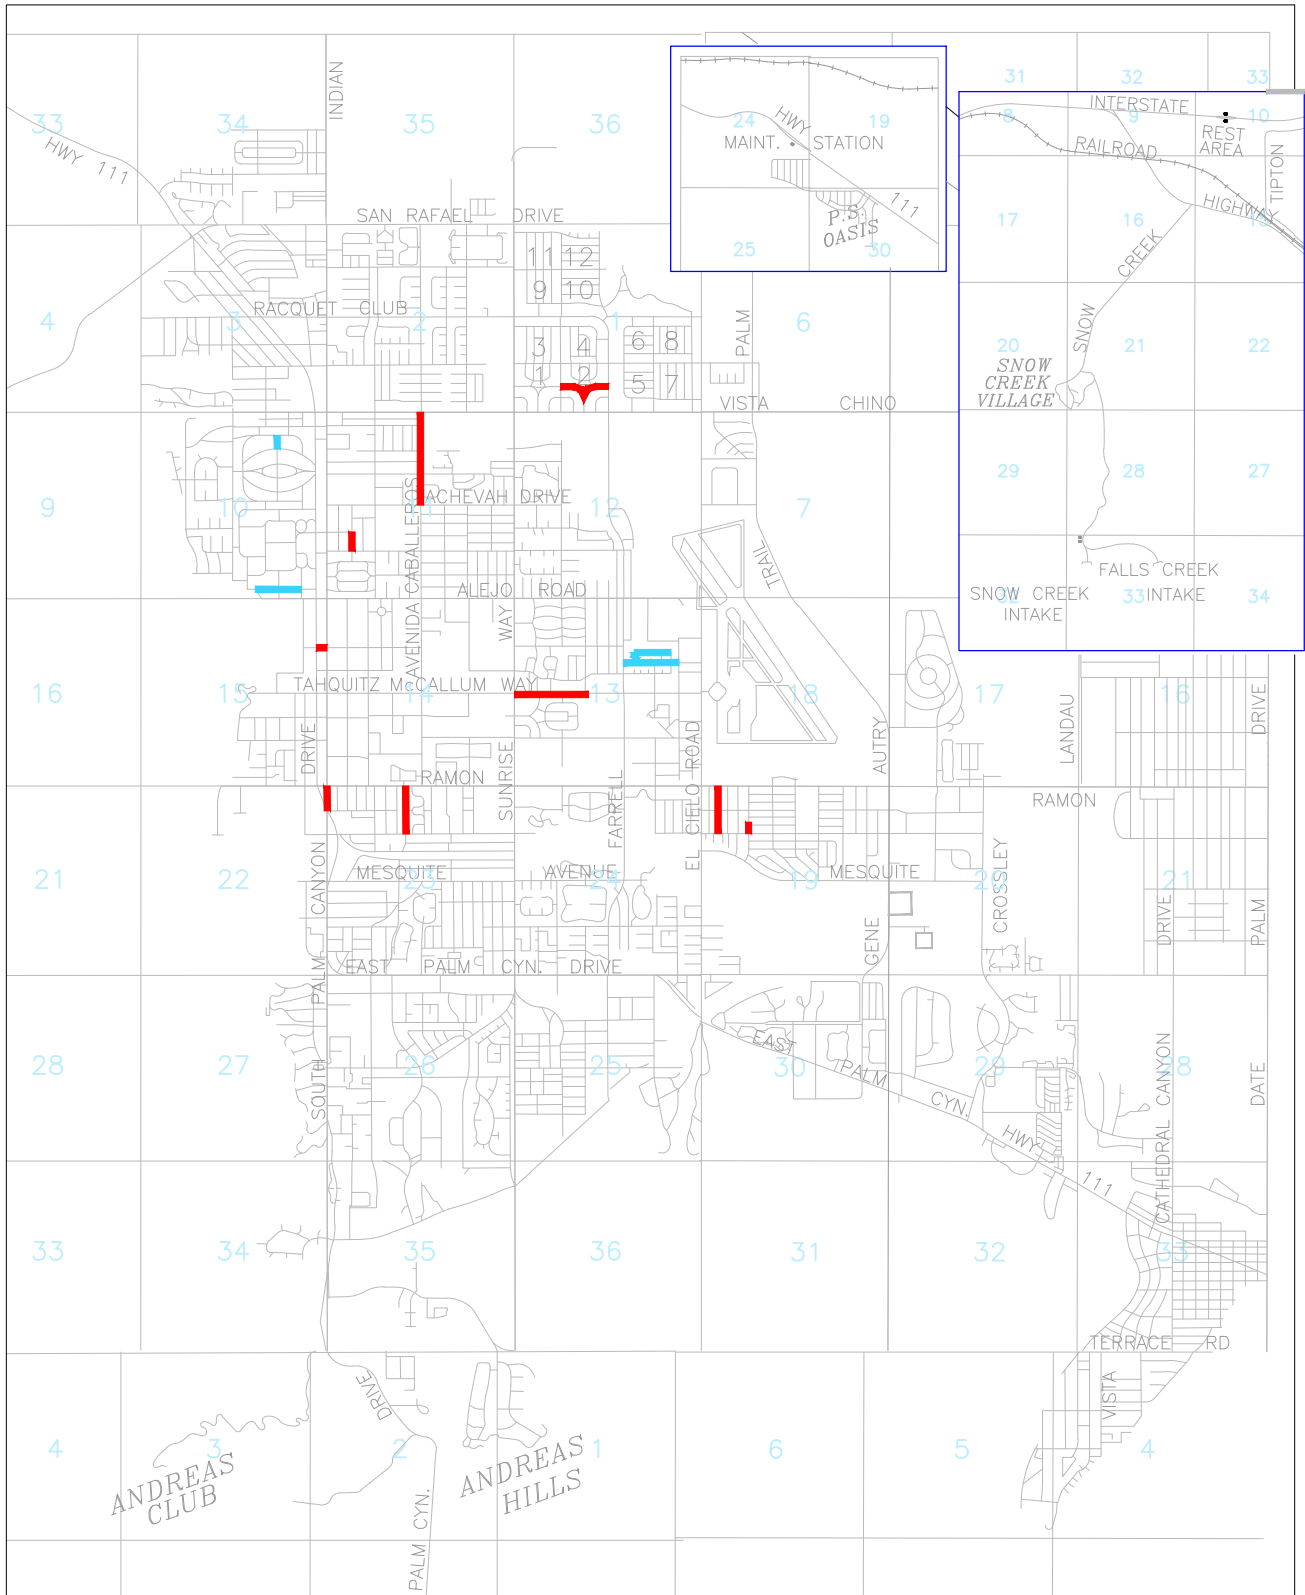 31 32 33
INDIAN
33 34 35 36
HWY 111
24 HWY 19
MAINT. STATION
111
P.S.
OASIS
25 30
INTERSTATE
8 9 10
REST
AREA
RAILROAD
TIPTON
HIGHWAY
17 16 15
CREEK
SNOW
20 21 22
SNOW
CREEK
VILLAGE
29 28 27
FALLS CREEK
SNOW CREEK 33 INTAKE 34
32
INTAKE
SAN RAFAEL DRIVE
11 12
9 10
RACQUET CLUB
4 3 2 1 6
3 4 6 8
1 2 5 7
PALM
VISTA CHINO
ACHEVAH DRIVE
9 10 11 12 7
AVENIDA CABALLEROS
TRAIL
ALEJO ROAD
WAY
TAHQUITZ McCALLUM WAY
16 15 14 13 18 17 16
DRIVE
SUNRISE
EL CIELO ROAD
AUTRY
LANDAU
DRIVE
RAMON
RAMON
FARRELL
MESQUITE AVENUE MESQUITE
21 22 23 24 19 20 21
CROSSLEY
GENE
DRIVE
PALM
SOUTH PALM CANYON
EAST PALM CYN. DRIVE
EAST PALM CYN.
28 27 26 25 30 29 28
HWY 111
CATHEDRAL CANYON
DATE
33 34 35 36 31 32 33
TERRACE RD
DRIVE
VISTA
4 3 2 1 6 5 4
ANDREAS
CLUB
ANDREAS
HILLS
PALM CYN.